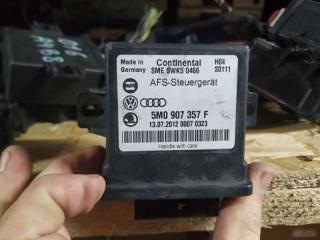 Made in
Germany
Continental
SME 5WK5 0466
H04
S0111
AFS-Steuergerät
5M0 907 357 F
13.07.2012 0007 0323
Handle with care